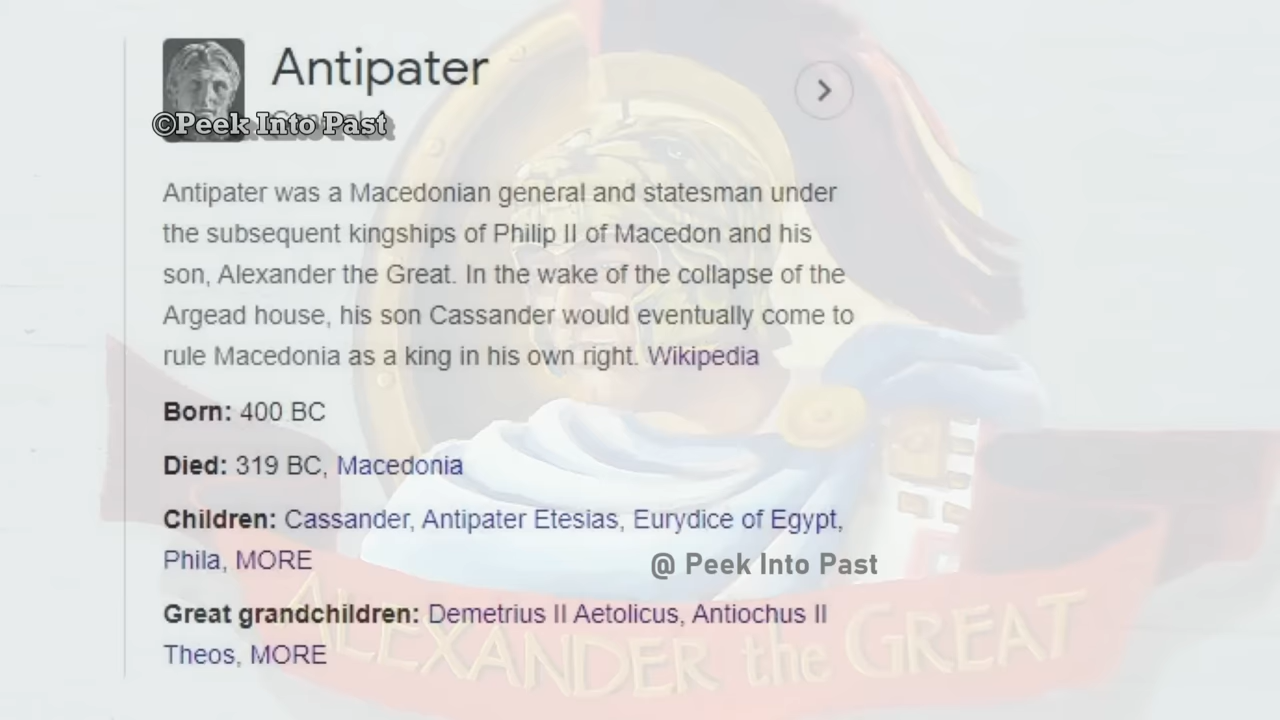 Antipater
©Peek Into Past
Antipater was a Macedonian general and statesman under
the subsequent kingships of Philip II of Macedon and his
son, Alexander the Great. In the wake of the collapse of the
Argead house, his son Cassander would eventually come to
rule Macedonia as a king in his own right. Wikipedia
Born: 400 BC
Died: 319 BC, Macedonia
Children: Cassander, Antipater Etesias, Eurydice of Egypt,
Phila, MORE
@ Peek Into Past
Great grandchildren: Demetrius II Aetolicus, Antiochus II
Theos, MORE
ALEXANDER the GREAT